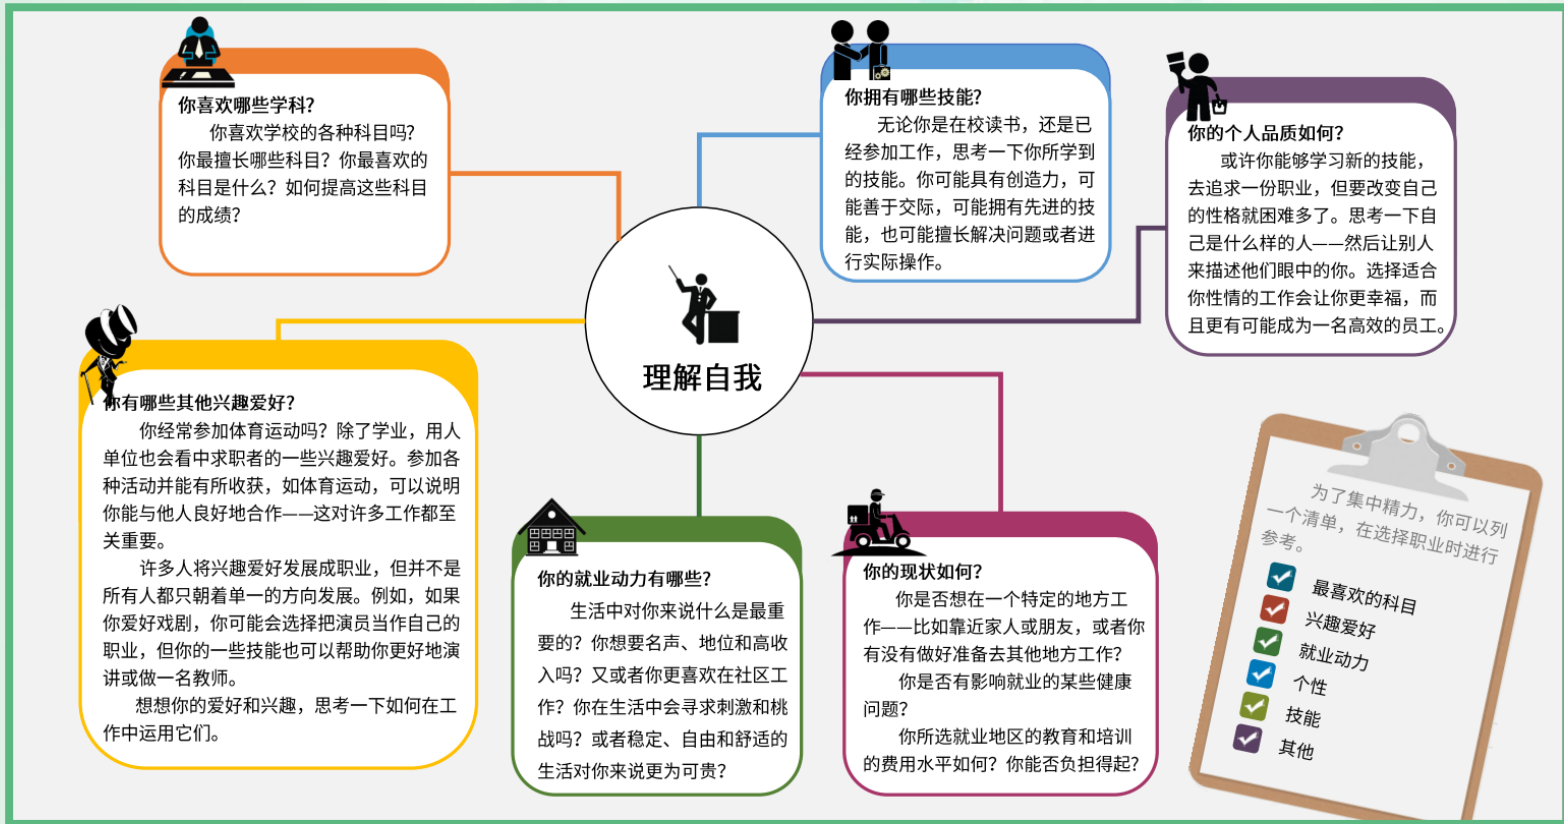 你喜欢哪些学科?
你喜欢学校的各种科目吗?
你最擅长哪些科目? 你最喜欢的
科目是什么? 如何提高这些科目
的成绩?
你拥有哪些技能?
无论你是在校读书，还是已
经参加工作，思考一下你所学到
的技能。你可能具有创造力，可
能善于交际，可能拥有先进的技
能，也可能擅长解决问题或者进
行实际操作。
你的个人品质如何?
或许你能够学习新的技能，
去追求一份职业，但要改变自己
的性格就困难多了。思考一下自
己是什么样的人——然后让别人
来描述他们眼中的你。选择适合
你性情的工作会让你更幸福，而
且更有可能成为一名高效的员工。
理解自我
你有哪些其他兴趣爱好?
你经常参加体育运动吗? 除了学业，用人
单位也会看中求职者的一些兴趣爱好。参加各
种活动并能有所收获，如体育运动，可以说明
你能与他人良好地合作——这对许多工作都至
关重要。
许多人将兴趣爱好发展成职业，但并不是
所有人都只朝着单一的方向发展。例如，如果
你爱好戏剧，你可能会选择把演员当作自己的
职业，但你的一些技能也可以帮助你更好地演
讲或做一名教师。
想想你的爱好和兴趣，思考一下如何在工
作中运用它们。
你的就业动力有哪些?
生活中对你来说什么是最重
要的? 你想要名声、地位和高收
入吗? 又或者你更喜欢在社区工
作? 你在生活中会寻求刺激和桃
战吗? 或者稳定、自由和舒适的
生活对你来说更为可贵?
你的现状如何?
你是否想在一个特定的地方工
作——比如靠近家人或朋友，或者你
有没有做好准备去其他地方工作?
你是否有影响就业的某些健康
问题?
你所选就业地区的教育和培训
的费用水平如何? 你能否负担得起?
为了集中精力，你可以列
一个清单，在选择职业时进行
参考。
最喜欢的科目
兴趣爱好
就业动力
个性
技能
其他